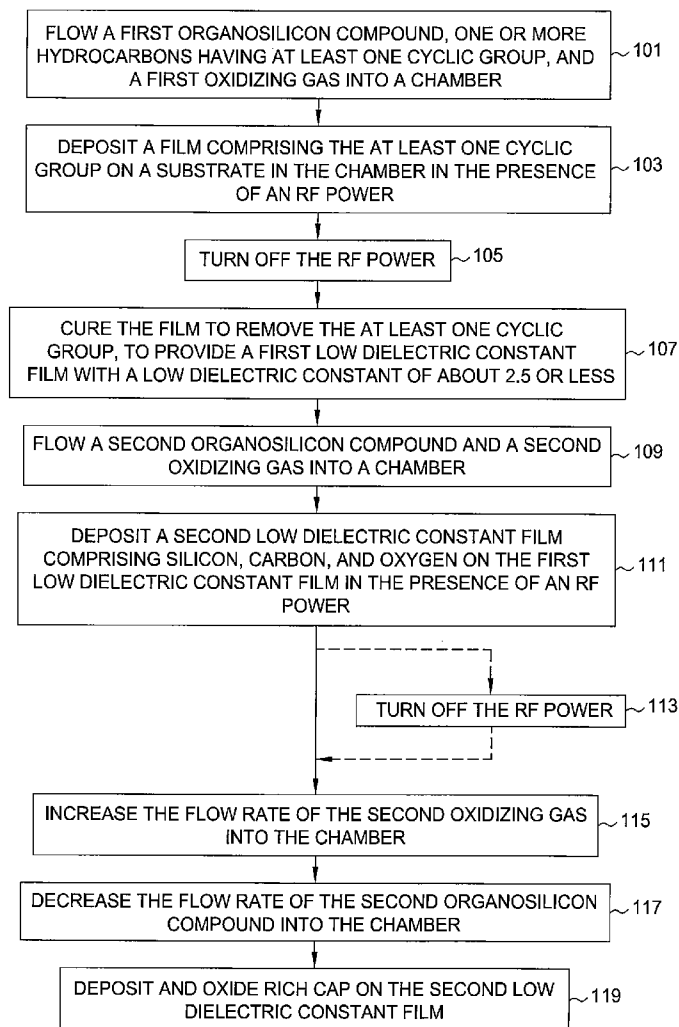 FLOW A FIRST ORGANOSILICON COMPOUND, ONE OR MORE
HYDROCARBONS HAVING AT LEAST ONE CYCLIC GROUP, AND
A FIRST OXIDIZING GAS INTO A CHAMBER
101
DEPOSIT A FILM COMPRISING THE AT LEAST ONE CYCLIC
GROUP ON A SUBSTRATE IN THE CHAMBER IN THE PRESENCE
OF AN RF POWER
103
TURN OFF THE RF POWER
105
CURE THE FILM TO REMOVE THE AT LEAST ONE CYCLIC
GROUP, TO PROVIDE A FIRST LOW DIELECTRIC CONSTANT
FILM WITH A LOW DIELECTRIC CONSTANT OF ABOUT 2.5 OR LESS
107
FLOW A SECOND ORGANOSILICON COMPOUND AND A SECOND
OXIDIZING GAS INTO A CHAMBER
109
DEPOSIT A SECOND LOW DIELECTRIC CONSTANT FILM
COMPRISING SILICON, CARBON, AND OXYGEN ON THE FIRST
LOW DIELECTRIC CONSTANT FILM IN THE PRESENCE OF AN RF
POWER
111
TURN OFF THE RF POWER
113
INCREASE THE FLOW RATE OF THE SECOND OXIDIZING GAS
INTO THE CHAMBER
115
DECREASE THE FLOW RATE OF THE SECOND ORGANOSILICON
COMPOUND INTO THE CHAMBER
117
DEPOSIT AND OXIDE RICH CAP ON THE SECOND LOW
DIELECTRIC CONSTANT FILM
119